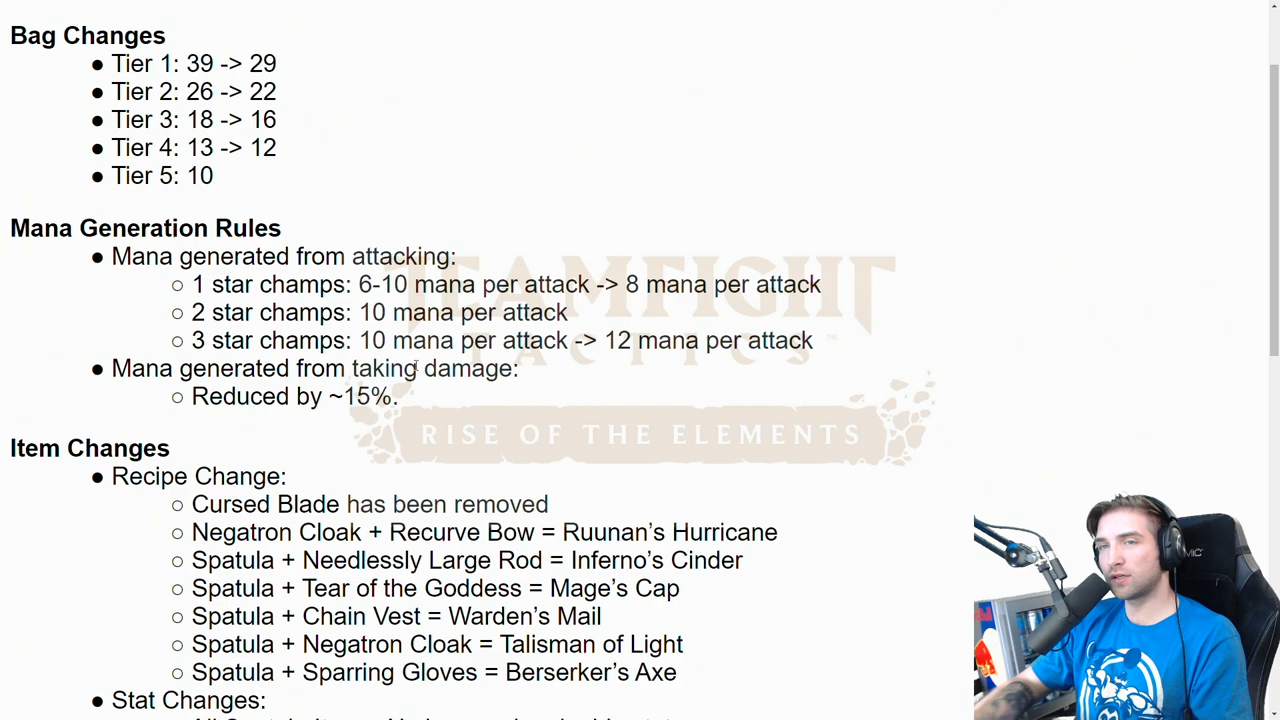 Bag Changes
● Tier 1: 39 -> 29
● Tier 2: 26 -> 22
● Tier 3: 18 -> 16
● Tier 4: 13 -> 12
● Tier 5: 10
Mana Generation Rules
● Mana generated from attacking:
○ 1 star champs: 6-10 mana per attack -> 8 mana per attack
○ 2 star champs: 10 mana per attack
○ 3 star champs: 10 mana per attack -> 12 mana per attack
● Mana generated from taking damage:
○ Reduced by ~15%.
TEAMFIGHT
TACTICS
RISE OF THE ELEMENTS
Item Changes
● Recipe Change:
○ Cursed Blade has been removed
○ Negatron Cloak + Recurve Bow = Ruunan's Hurricane
○ Spatula + Needlessly Large Rod = Inferno's Cinder
○ Spatula + Tear of the Goddess = Mage's Cap
○ Spatula + Chain Vest = Warden's Mail
○ Spatula + Negatron Cloak = Talisman of Light
○ Spatula + Sparring Gloves = Berserker's Axe
● Stat Changes: